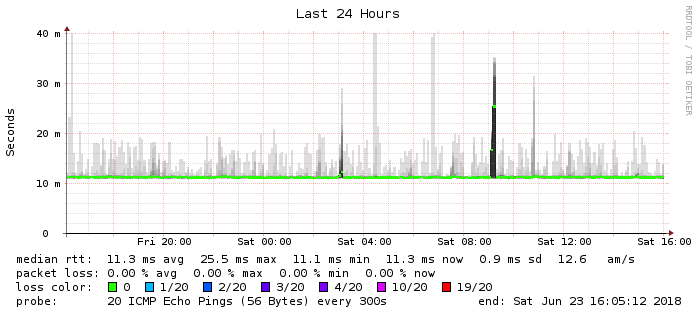 Last 24 Hours
RRDTOOL / TOBI OETIKER
Seconds
40 m
30 m
20 m
10 m
0
Fri 20:00 Sat 00:00 Sat 04:00 Sat 08:00 Sat 12:00 Sat 16:00
median rtt: 11.3 ms avg 25.5 ms max 11.1 ms min 11.3 ms now 0.9 ms sd 12.6 am/s
packet loss: 0.00 % avg 0.00 % max 0.00 % min 0.00 % now
loss color: 0 1/20 2/20 3/20 4/20 10/20 19/20
probe: 20 ICMP Echo Pings (56 Bytes) every 300s end: Sat Jun 23 16:05:12 2018